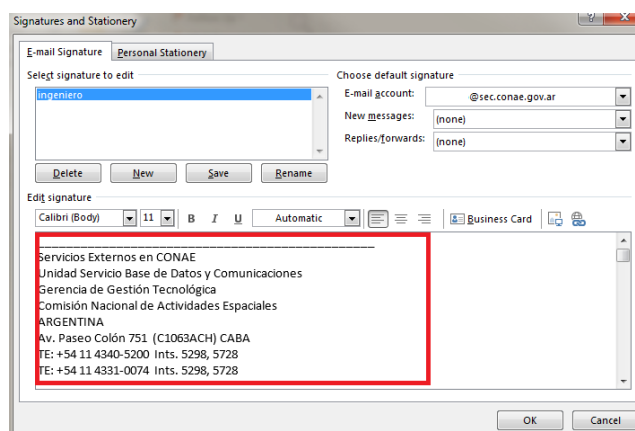 Signatures and Stationery
E-mail Signature Personal Stationery
Select signature to edit
Choose default signature
ingeniero
E-mail account: @sec.conae.gov.ar
New messages: (none)
Replies/forwards: (none)
Delete New Save Rename
Edit signature
Calibri (Body) 11 B I U Automatic Business Card
Servicios Externos en CONAE
Unidad Servicio Base de Datos y Comunicaciones
Gerencia de Gestión Tecnológica
Comisión Nacional de Actividades Espaciales
ARGENTINA
Av. Paseo Colón 751 (C1063ACH) CABA
TE: +54 11 4340-5200 Ints. 5298, 5728
TE: +54 11 4331-0074 Ints. 5298, 5728
OK Cancel